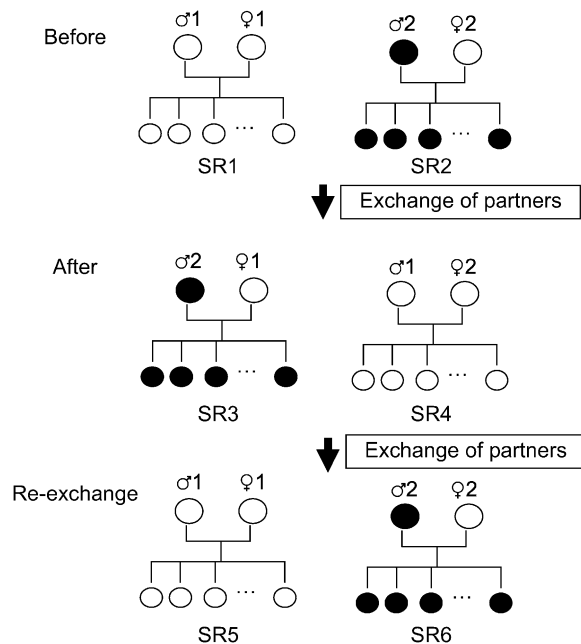 Before
♂1 ♀1
♂2 ♀2
...
...
SR1
SR2
Exchange of partners
After
♂2 ♀1
♂1 ♀2
...
...
SR3
SR4
Exchange of partners
Re-exchange
♂1 ♀1
♂2 ♀2
...
...
SR5
SR6